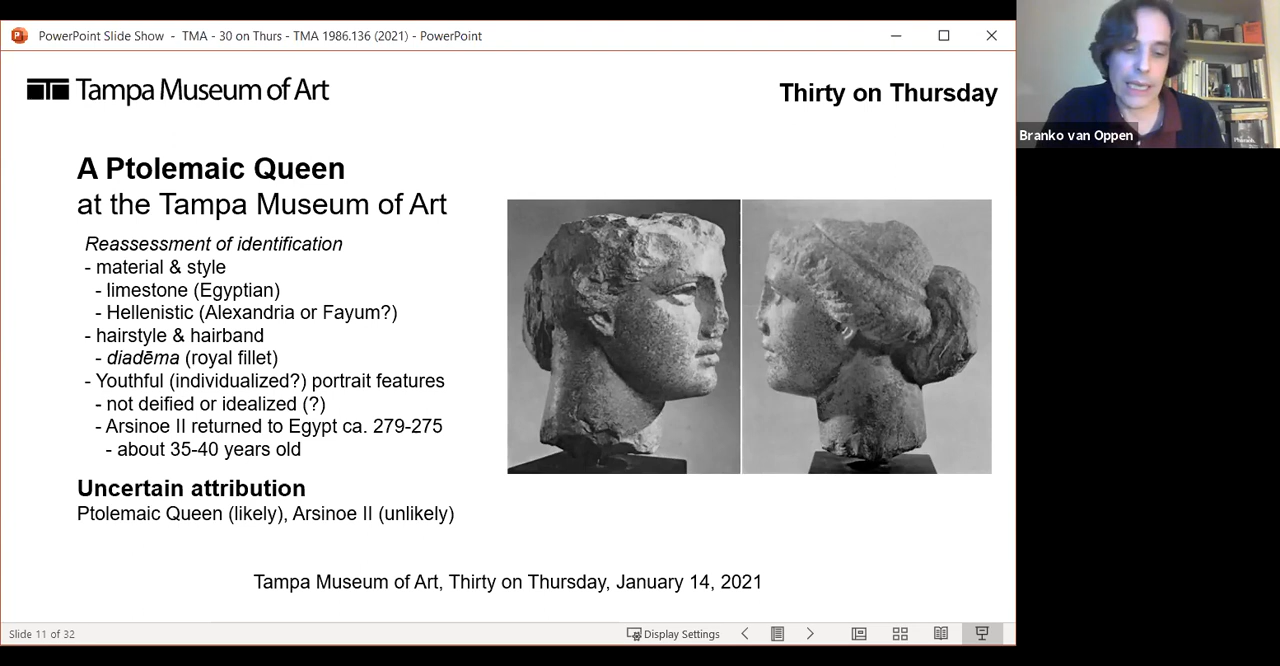 PowerPoint Slide Show - TMA - 30 on Thurs - TMA 1986.136 (2021) - PowerPoint
Tampa Museum of Art
Thirty on Thursday
A Ptolemaic Queen
at the Tampa Museum of Art
Reassessment of identification
- material & style
- limestone (Egyptian)
- Hellenistic (Alexandria or Fayum?)
- hairstyle & hairband
- diadēma (royal fillet)
- Youthful (individualized?) portrait features
- not deified or idealized (?)
- Arsinoe II returned to Egypt ca. 279-275
- about 35-40 years old
Uncertain attribution
Ptolemaic Queen (likely), Arsinoe II (unlikely)
Tampa Museum of Art, Thirty on Thursday, January 14, 2021
Slide 11 of 32
Display Settings
Branko van Oppen